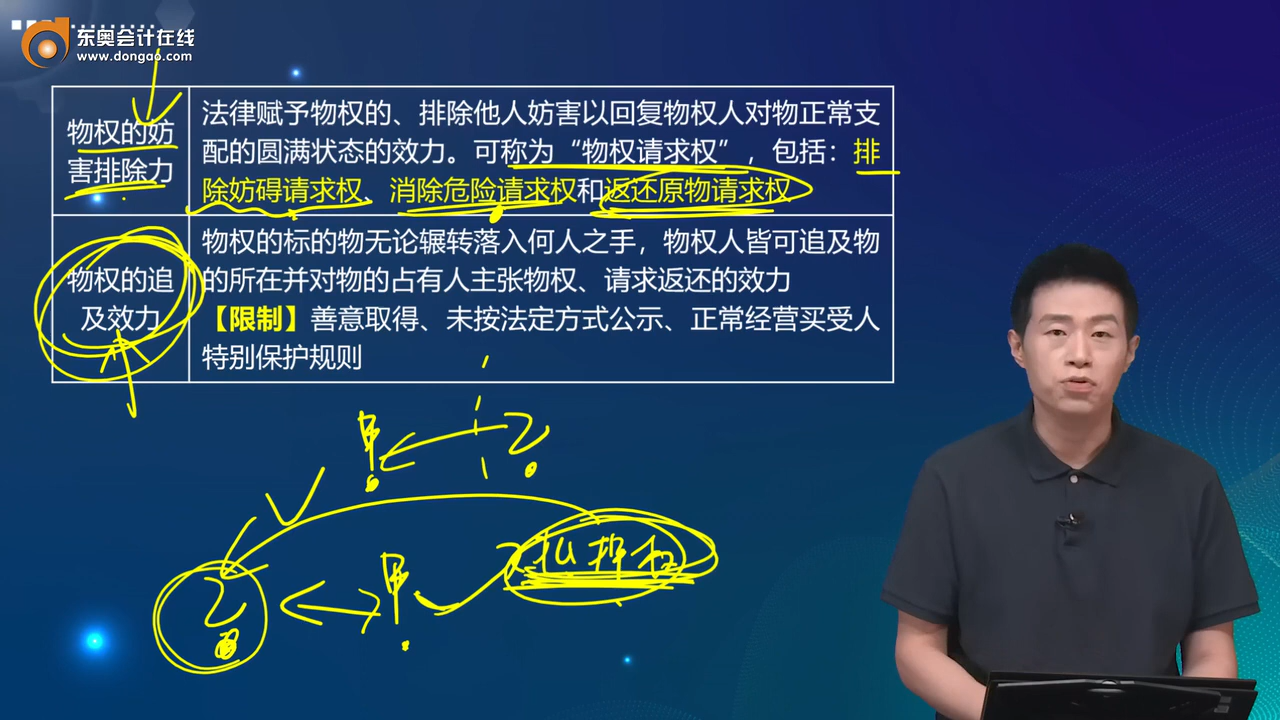 东奥会计在线
www.dongao.com
物权的妨
害排除力
法律赋予物权的、排除他人妨害以回复物权人对物正常支
配的圆满状态的效力。可称为“物权请求权”，包括：排
除妨碍请求权、消除危险请求权和返还原物请求权
物权的追
及效力
物权的标的物无论辗转落入何人之手，物权人皆可追及物
的所在并对物的占有人主张物权、请求返还的效力
【限制】善意取得、未按法定方式公示、正常经营买受人
特别保护规则
甲 乙
乙 甲